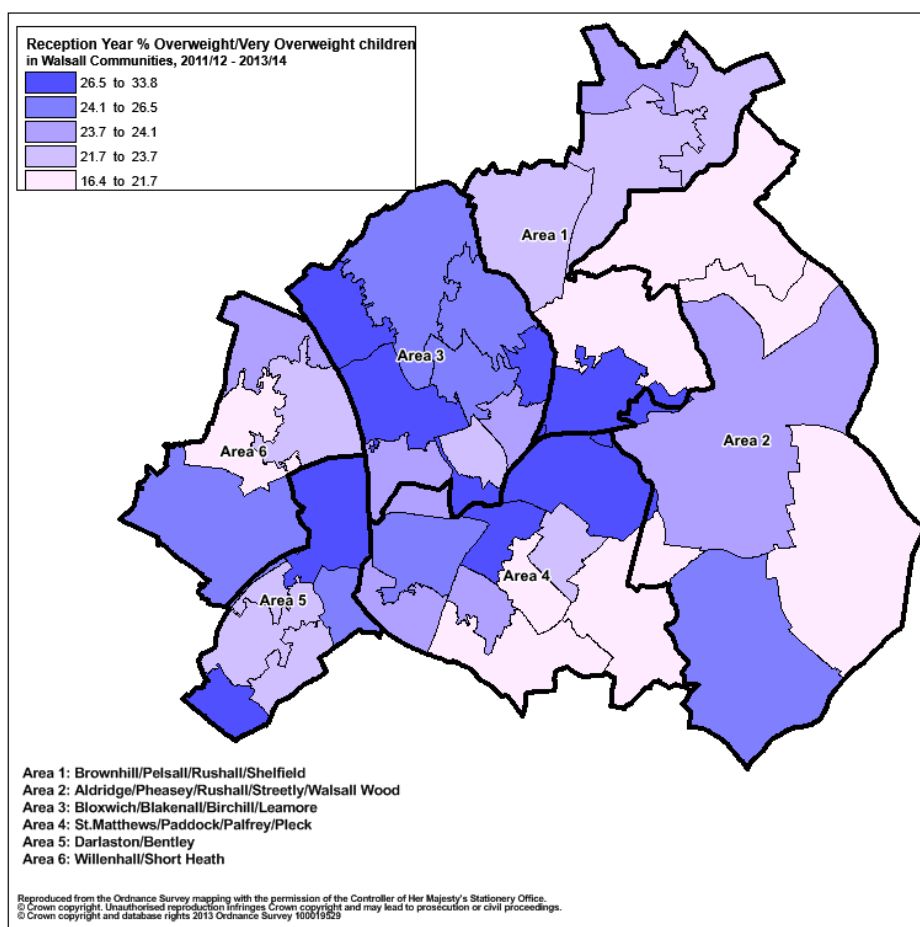 Reception Year % Overweight/Very Overweight children
in Walsall Communities, 2011/12 - 2013/14
26.5 to 33.8
24.1 to 26.5
23.7 to 24.1
21.7 to 23.7
16.4 to 21.7
Area 1
Area 3
Area 2
Area 6
Area 4
Area 5
Area 1: Brownhill/Pelsall/Rushall/Shelfield
Area 2: Aldridge/Pheasey/Rushall/Streetly/Walsall Wood
Area 3: Bloxwich/Blakenall/Birchill/Leamore
Area 4: St.Matthews/Paddock/Palfrey/Pleck
Area 5: Darlaston/Bentley
Area 6: Willenhall/Short Heath
Reproduced from the Ordnance Survey mapping with the permission of the Controller of Her Majesty's Stationery Office.
© Crown copyright. Unauthorised reproduction infringes Crown copyright and may lead to prosecution or civil proceedings.
© Crown copyright and database rights 2013 Ordnance Survey 100019529